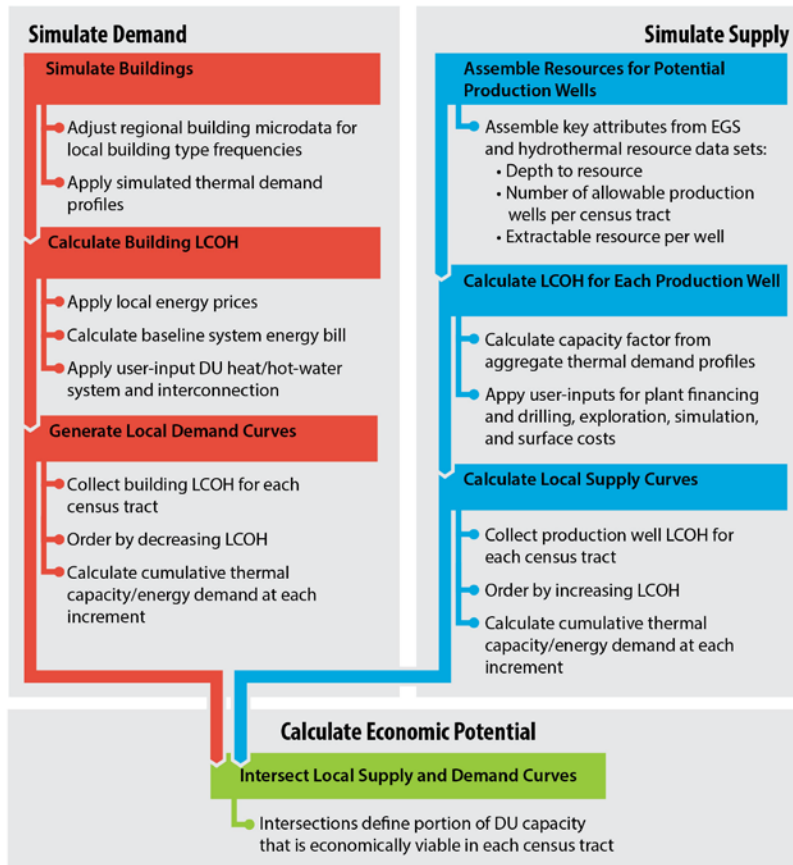 Simulate Demand
Simulate Buildings
Adjust regional building microdata for
local building type frequencies
Apply simulated thermal demand
profiles
Calculate Building LCOH
Apply local energy prices
Calculate baseline system energy bill
Apply user-input DU heat/hot-water
system and interconnection
Generate Local Demand Curves
Collect building LCOH for each
census tract
Order by decreasing LCOH
Calculate cumulative thermal
capacity/energy demand at each
increment
Simulate Supply
Assemble Resources for Potential
Production Wells
Assemble key attributes from EGS
and hydrothermal resource data sets:
• Depth to resource
• Number of allowable production
wells per census tract
• Extractable resource per well
Calculate LCOH for Each Production Well
Calculate capacity factor from
aggregate thermal demand profiles
Appy user-inputs for plant financing
and drilling, exploration, simulation,
and surface costs
Calculate Local Supply Curves
Collect production well LCOH for
each census tract
Order by increasing LCOH
Calculate cumulative thermal
capacity/energy demand at each
increment
Calculate Economic Potential
Intersect Local Supply and Demand Curves
Intersections define portion of DU capacity
that is economically viable in each census tract